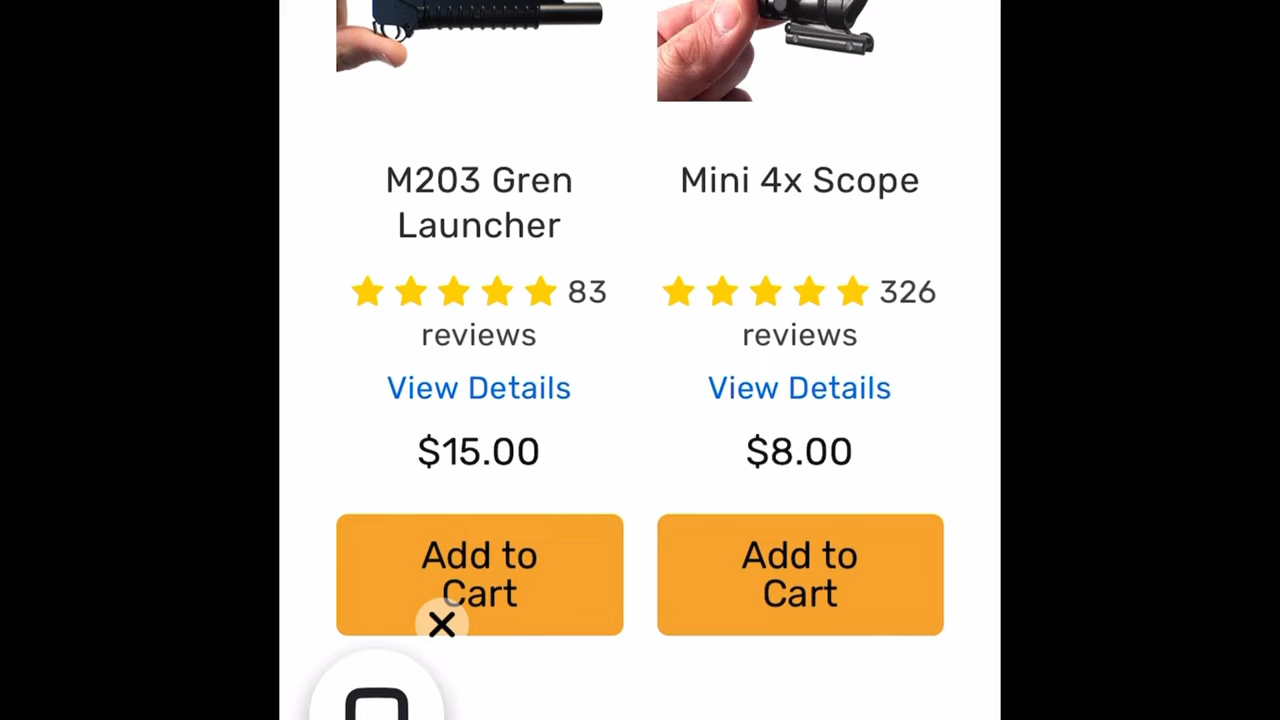 M203 Gren
Launcher
83
reviews
View Details
$15.00
Add to
Cart
Mini 4x Scope
326
reviews
View Details
$8.00
Add to
Cart